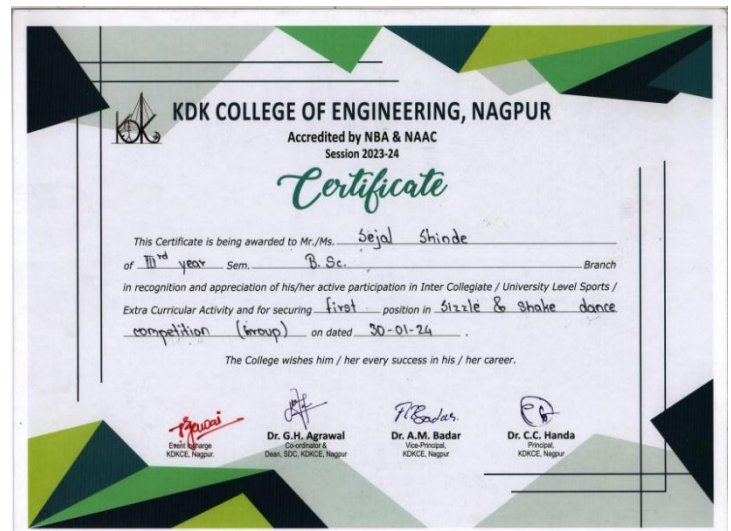 KDK
KDK COLLEGE OF ENGINEERING, NAGPUR
Accredited by NBA & NAAC
Session 2023-24
Certificate
This Certificate is being awarded to Mr./Ms. Sejal Shinde
of IIIrd year Sem. B. Sc. Branch
in recognition and appreciation of his/her active participation in Inter Collegiate / University Level Sports /
Extra Curricular Activity and for securing first position in Sizzle & Shake dance
competition (Group) on dated 30-01-24 .
The College wishes him / her every success in his / her career.
Event Incharge
KDKCE, Nagpur.
Dr. G.H. Agrawal
Co-ordinator &
Dean, SDC, KDKCE, Nagpur
Dr. A.M. Badar
Vice-Principal,
KDKCE, Nagpur
Dr. C.C. Handa
Principal,
KDKCE, Nagpur